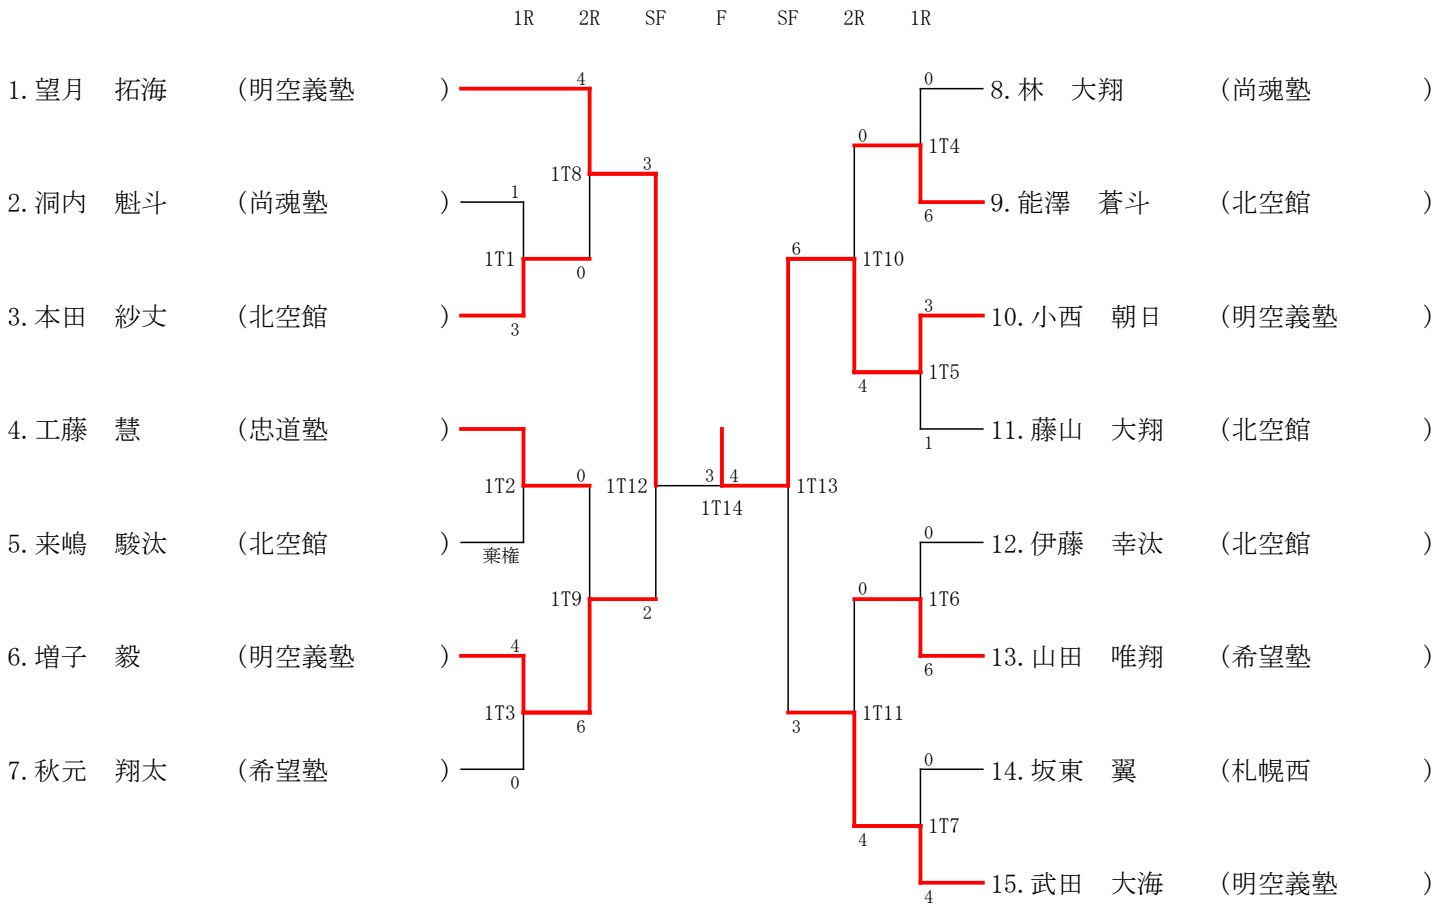 1R 2R SF F SF 2R 1R
4 0
1.望月 拓海 (明空義塾 ) 8.林 大翔 (尚魂塾 )
0
1T4
3
1T8
1
2.洞内 魁斗 (尚魂塾 ) 9.能澤 蒼斗 (北空館 )
6
6
1T1 1T10
0
3
3.本田 紗丈 (北空館 ) 10.小西 朝日 (明空義塾 )
3
1T5
4
4.工藤 慧 (忠道塾 ) 11.藤山 大翔 (北空館 )
1
0 3 4
1T2 1T12 1T13
1T14
0
5.来嶋 駿汰 (北空館 ) 12.伊藤 幸汰 (北空館 )
棄権
0
1T9 1T6
2
4
6.増子 毅 (明空義塾 ) 13.山田 唯翔 (希望塾 )
6
1T3 1T11
6 3
0
7.秋元 翔太 (希望塾 ) 14.坂東 翼 (札幌西 )
0
1T7
4
15.武田 大海 (明空義塾 )
4